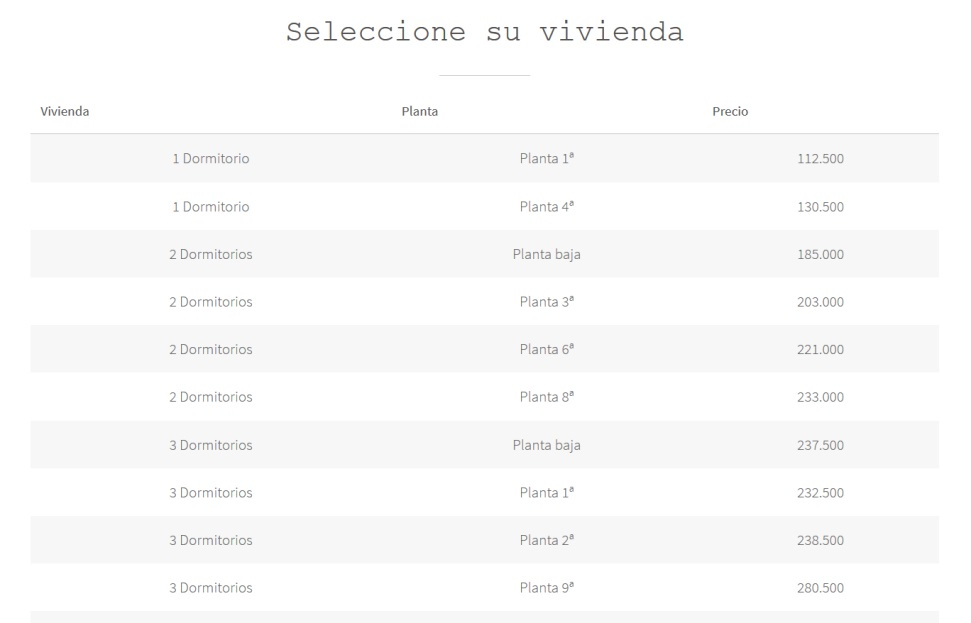 Seleccione su vivienda
Vivienda Planta Precio
1 Dormitorio Planta 1ª 112.500
1 Dormitorio Planta 4ª 130.500
2 Dormitorios Planta baja 185.000
2 Dormitorios Planta 3ª 203.000
2 Dormitorios Planta 6ª 221.000
2 Dormitorios Planta 8ª 233.000
3 Dormitorios Planta baja 237.500
3 Dormitorios Planta 1ª 232.500
3 Dormitorios Planta 2ª 238.500
3 Dormitorios Planta 9ª 280.500